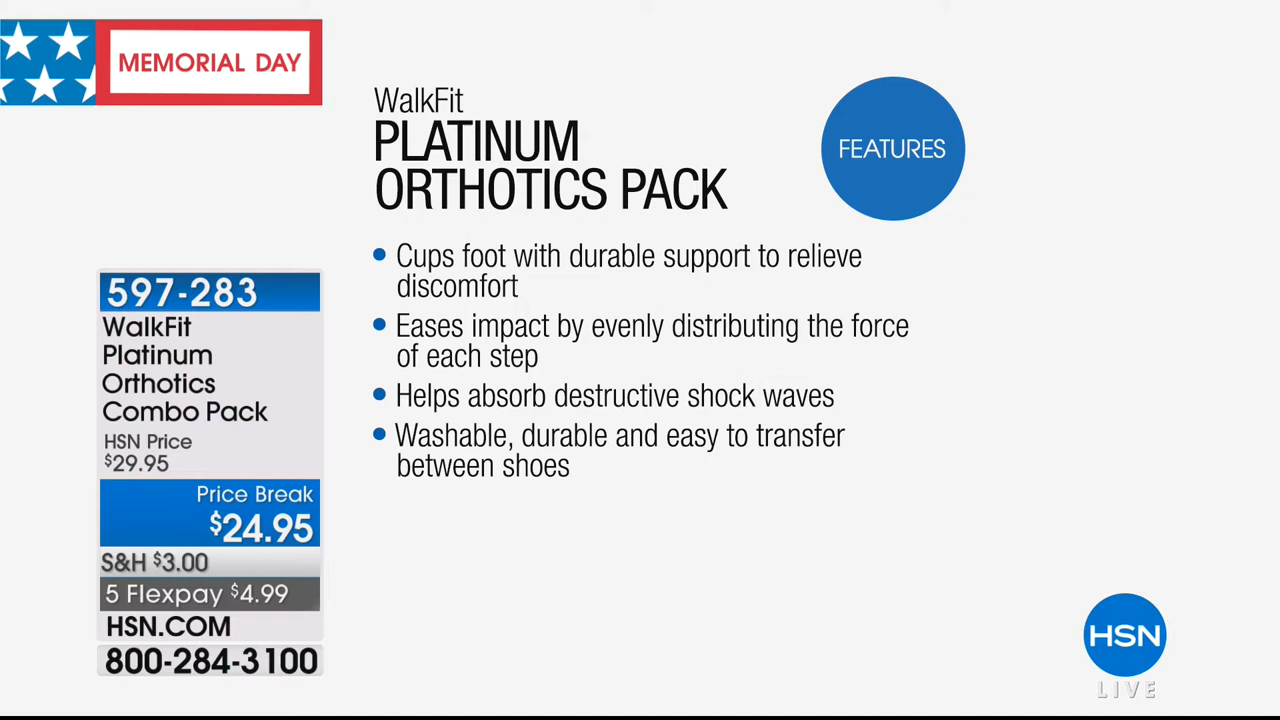 MEMORIAL DAY
WalkFit
PLATINUM
ORTHOTICS PACK
FEATURES
• Cups foot with durable support to relieve
discomfort
• Eases impact by evenly distributing the force
of each step
• Helps absorb destructive shock waves
• Washable, durable and easy to transfer
between shoes
597-283
WalkFit
Platinum
Orthotics
Combo Pack
HSN Price
$29.95
Price Break
$24.95
S&H $3.00
5 Flexpay $4.99
HSN.COM
800-284-3100
HSN
LIVE